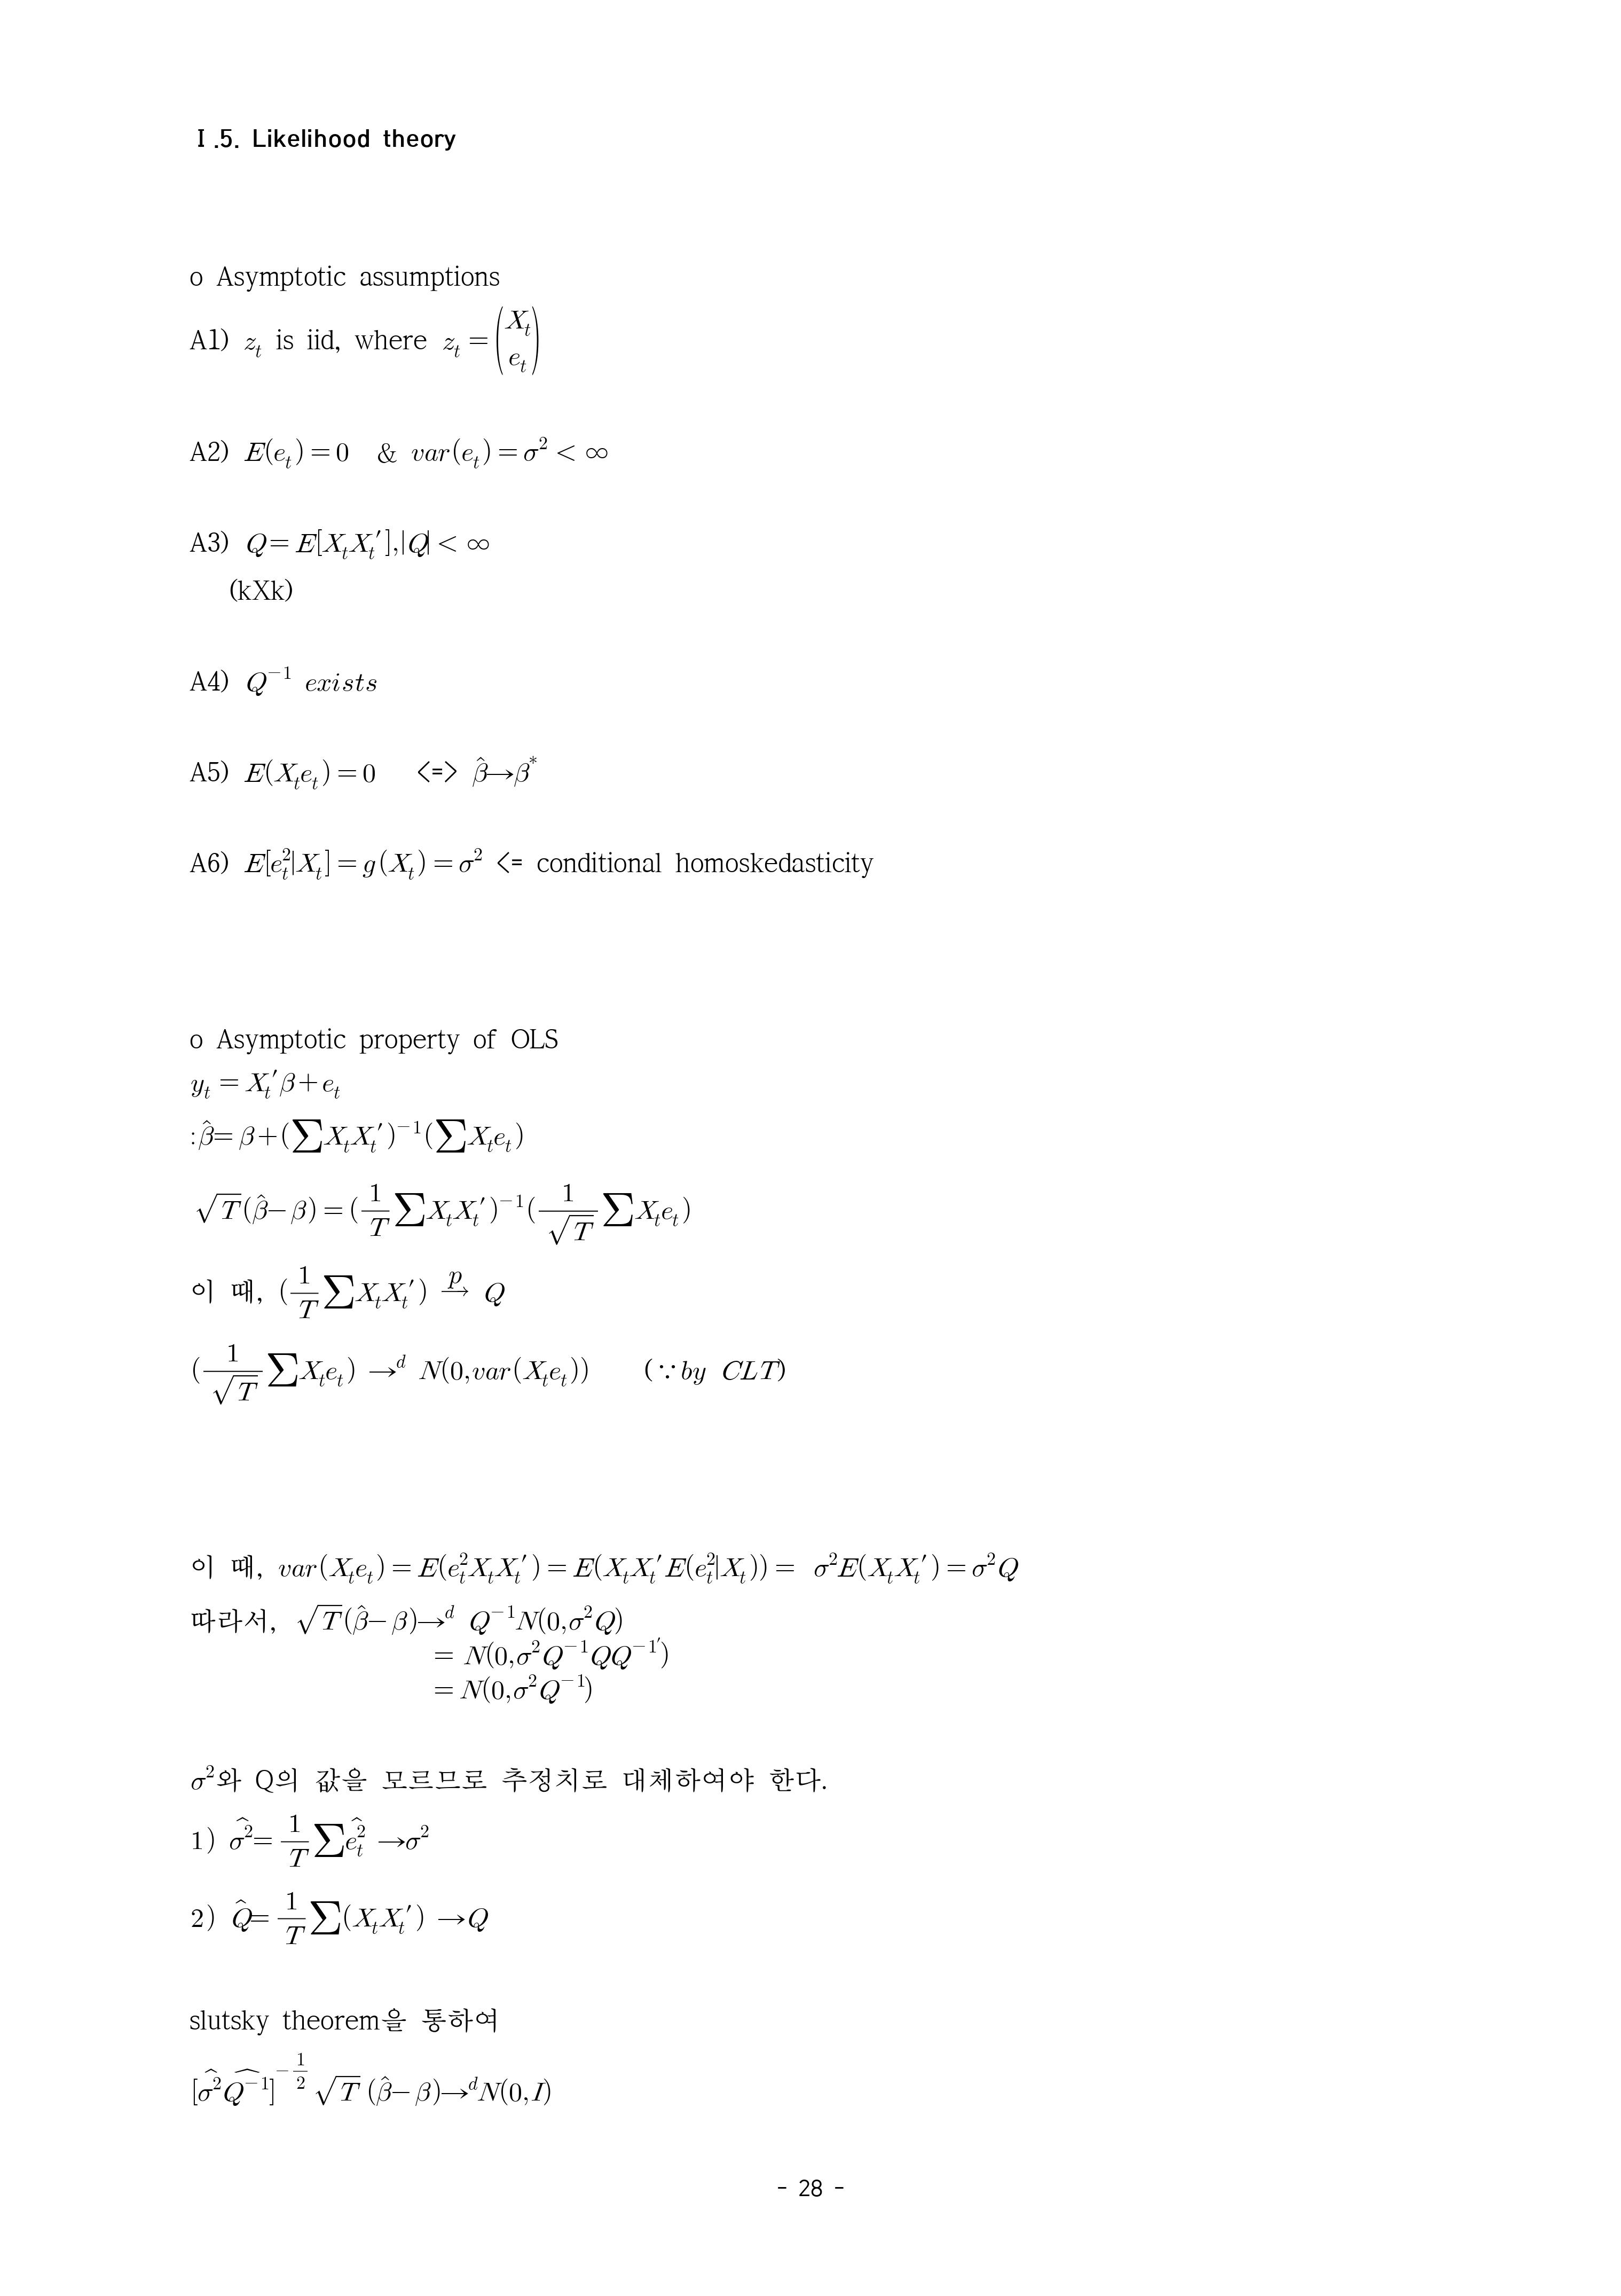 Ⅰ.5. Likelihood theory
o Asymptotic assumptions
A1) $z_t$ is iid, where $z_t = \begin{pmatrix} X_t \\ e_t \end{pmatrix}$
A2) $E(e_t) = 0$ & $var(e_t) = \sigma^2 < \infty$
A3) $Q = E[X_t X_t'], |Q| < \infty$
(kXk)
A4) $Q^{-1}$ $exists$
A5) $E(X_t e_t) = 0$ <=> $\hat{\beta} \rightarrow \beta^*$
A6) $E[e_t^2 | X_t] = g(X_t) = \sigma^2$ <= conditional homoskedasticity
o Asymptotic property of OLS
$y_t = X_t' \beta + e_t$
$: \hat{\beta} = \beta + (\sum X_t X_t')^{-1} (\sum X_t e_t)$
$\sqrt{T}(\hat{\beta} - \beta) = (\frac{1}{T} \sum X_t X_t')^{-1} (\frac{1}{\sqrt{T}} \sum X_t e_t)$
이 때, $(\frac{1}{T} \sum X_t X_t') \xrightarrow{p} Q$
$(\frac{1}{\sqrt{T}} \sum X_t e_t) \rightarrow^d N(0, var(X_t e_t))$ $(\because by\ CLT)$
이 때, $var(X_t e_t) = E(e_t^2 X_t X_t') = E(X_t X_t' E(e_t^2 | X_t)) = \sigma^2 E(X_t X_t') = \sigma^2 Q$
따라서, $\sqrt{T}(\hat{\beta} - \beta) \rightarrow^d Q^{-1} N(0, \sigma^2 Q)$
$= N(0, \sigma^2 Q^{-1} Q Q^{-1'})$
$= N(0, \sigma^2 Q^{-1})$
$\sigma^2$와 Q의 값을 모르므로 추정치로 대체하여야 한다.
1) $\widehat{\sigma^2} = \frac{1}{T} \sum \widehat{e_t^2} \rightarrow \sigma^2$
2) $\hat{Q} = \frac{1}{T} \sum (X_t X_t') \rightarrow Q$
slutsky theorem을 통하여
$[\widehat{\sigma^2} \widehat{Q^{-1}}]^{-\frac{1}{2}} \sqrt{T} (\hat{\beta} - \beta) \rightarrow^d N(0, I)$
- 28 -